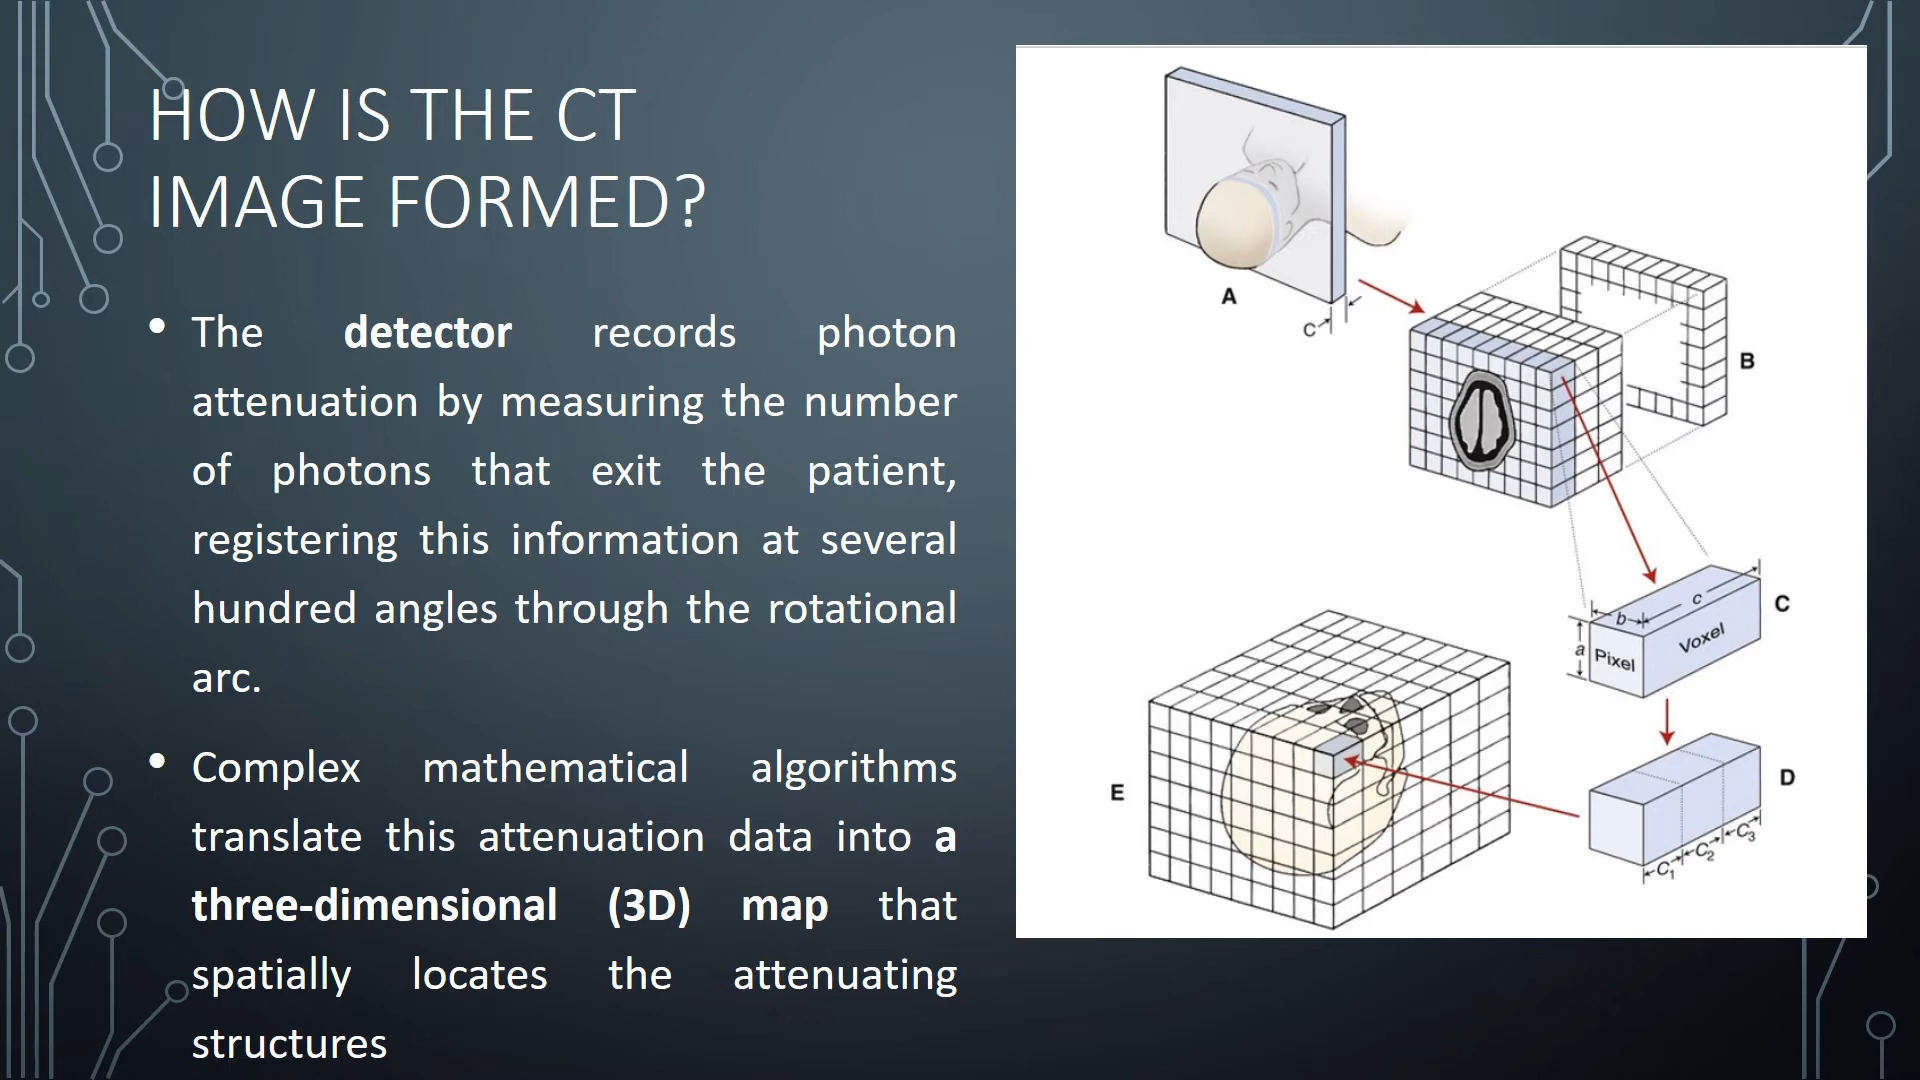 HOW IS THE CT
IMAGE FORMED?
• The detector records photon
attenuation by measuring the number
of photons that exit the patient,
registering this information at several
hundred angles through the rotational
arc.
• Complex mathematical algorithms
translate this attenuation data into a
three-dimensional (3D) map that
spatially locates the attenuating
structures
A
C
B
b
c
C
a
Pixel
Voxel
D
C₁
C₂
C₃
E